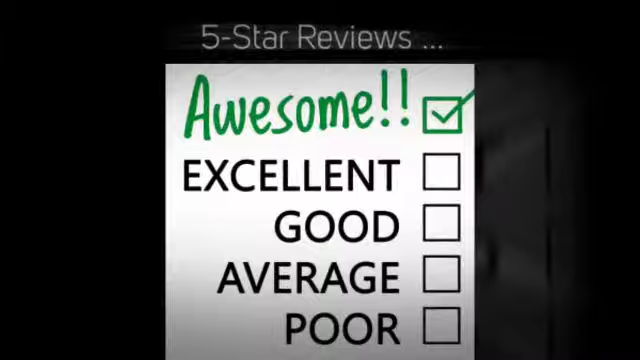 5-Star Reviews ...
Awesome!!
EXCELLENT
GOOD
AVERAGE
POOR